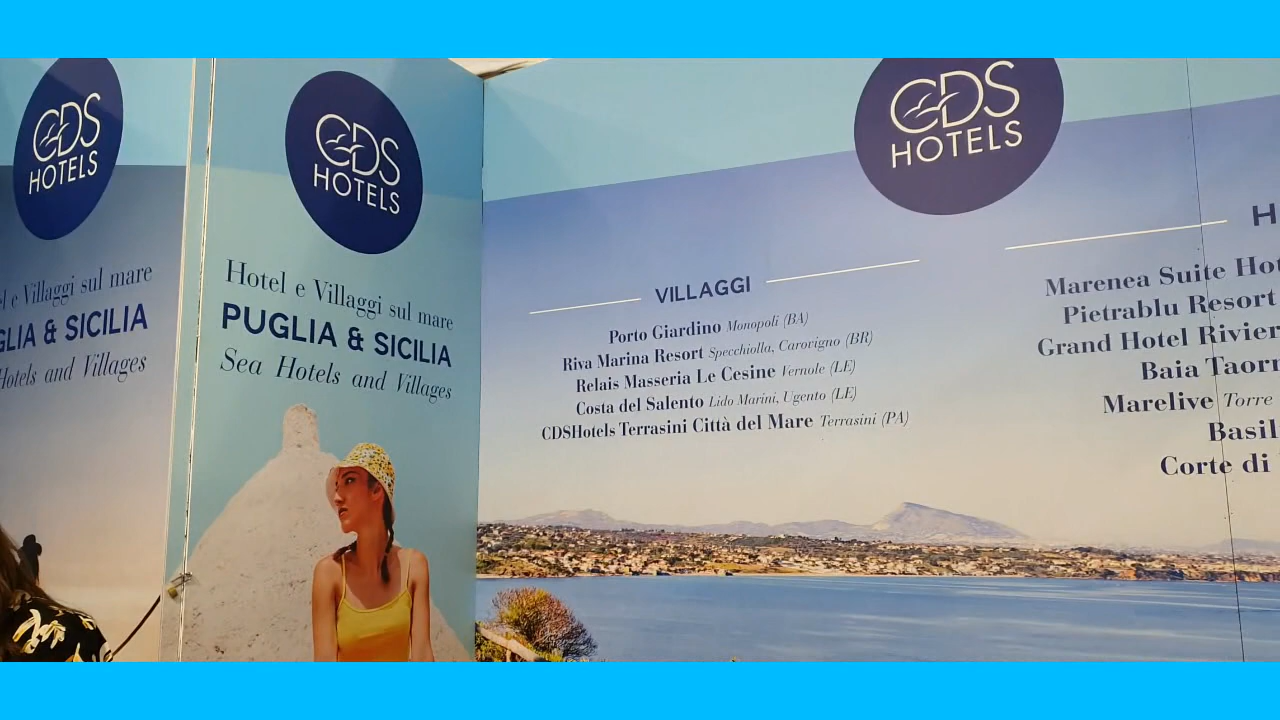 CDS
HOTELS
e Villaggi sul mare
& SICILIA
Hotels and Villages
CDS
HOTELS
Hotel e Villaggi sul mare
PUGLIA & SICILIA
Sea Hotels and Villages
CDS
HOTELS
VILLAGGI
Porto Giardino Monopoli (BA)
Riva Marina Resort Specchiolla, Carovigno (BR)
Relais Masseria Le Cesine Vernole (LE)
Costa del Salento Lido Marini, Ugento (LE)
CDSHotels Terrasini Città del Mare Terrasini (PA)
Marenea Suite
Pietrablu Resort
Grand Hotel
Baia
Marelive Torre
Corte di